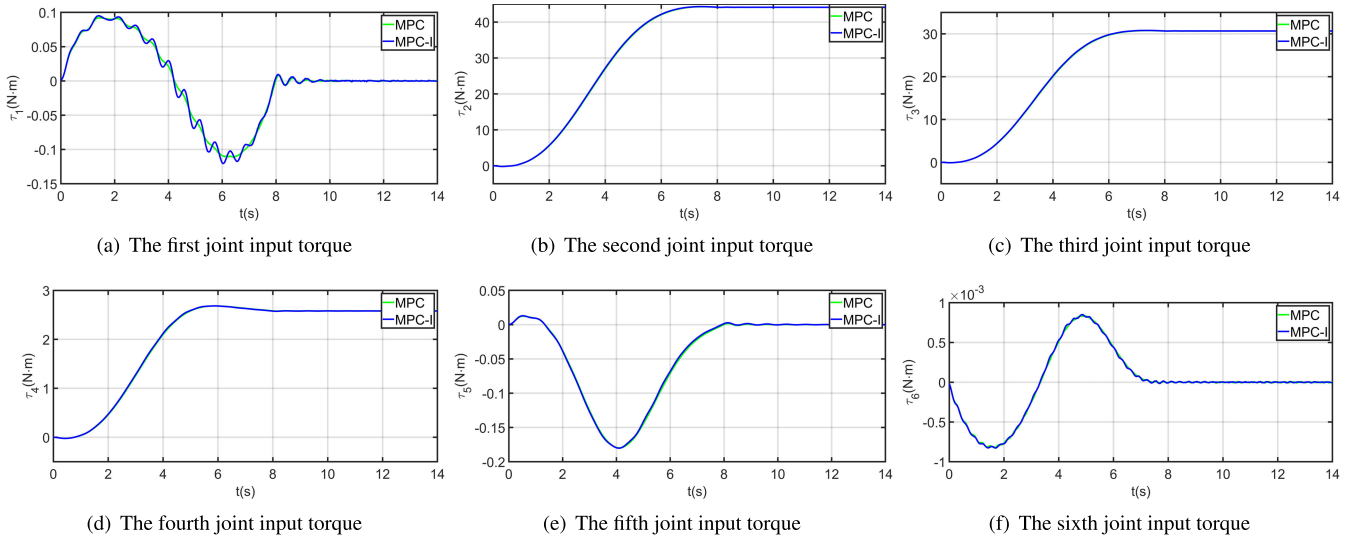 0.1
0.05
0
-0.05
-0.1
-0.15
τ1(N·m)
0 2 4 6 8 10 12 14
t(s)
MPC
MPC-I
(a) The first joint input torque
40
30
20
10
0
τ2(N·m)
0 2 4 6 8 10 12 14
t(s)
MPC
MPC-I
(b) The second joint input torque
30
20
10
0
τ3(N·m)
0 2 4 6 8 10 12 14
t(s)
MPC
MPC-I
(c) The third joint input torque
3
2
1
0
τ4(N·m)
0 2 4 6 8 10 12 14
t(s)
MPC
MPC-I
(d) The fourth joint input torque
0.05
0
-0.05
-0.1
-0.15
-0.2
τ5(N·m)
0 2 4 6 8 10 12 14
t(s)
MPC
MPC-I
(e) The fifth joint input torque
×10-3
1
0.5
0
-0.5
-1
τ6(N·m)
0 2 4 6 8 10 12 14
t(s)
MPC
MPC-I
(f) The sixth joint input torque